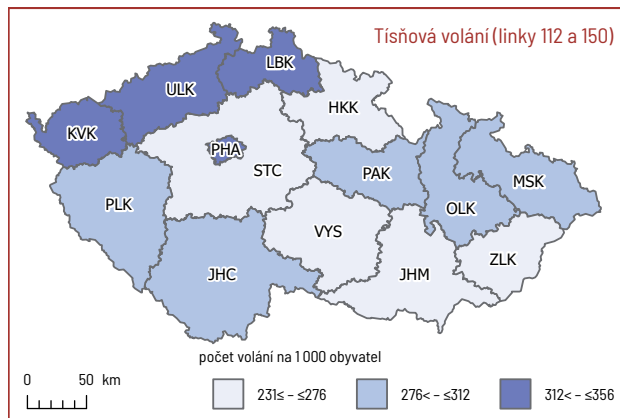 Tísňová volání (linky 112 a 150)
LBK
ULK
HKK
KVK
PHA
STC
PAK
MSK
PLK
OLK
VYS
ZLK
JHC
JHM
počet volání na 1 000 obyvatel
0 50 km
231≤ – ≤276
276< – ≤312
312< – ≤356